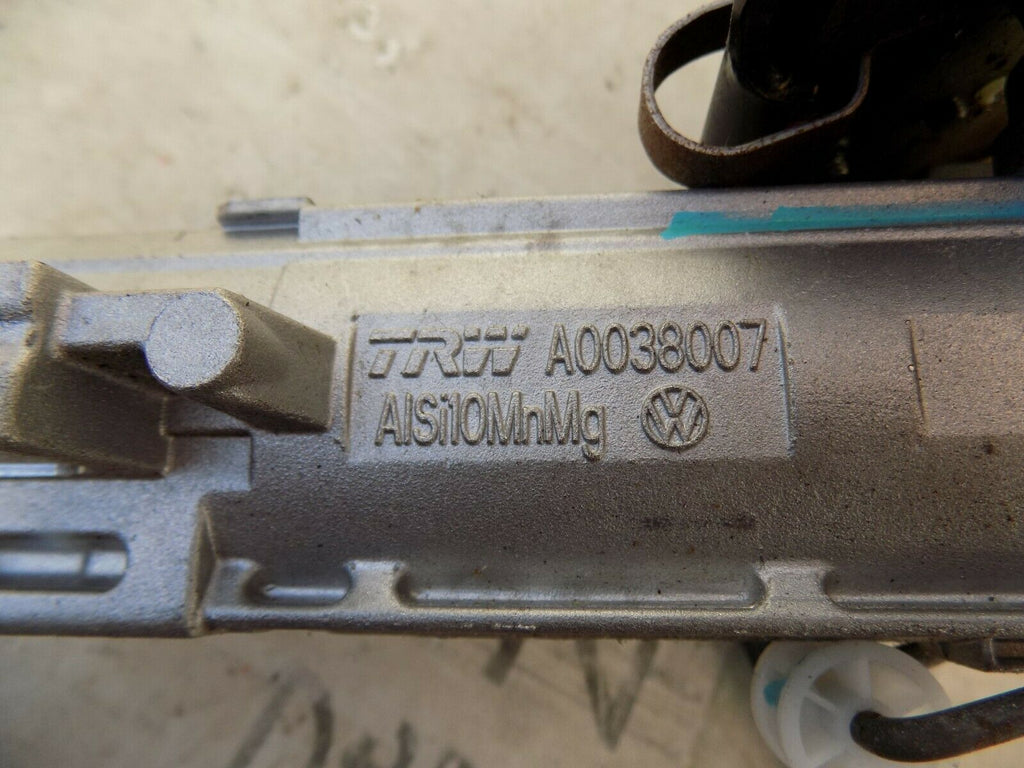 TRW A0038007
AlSi10MnMg VW